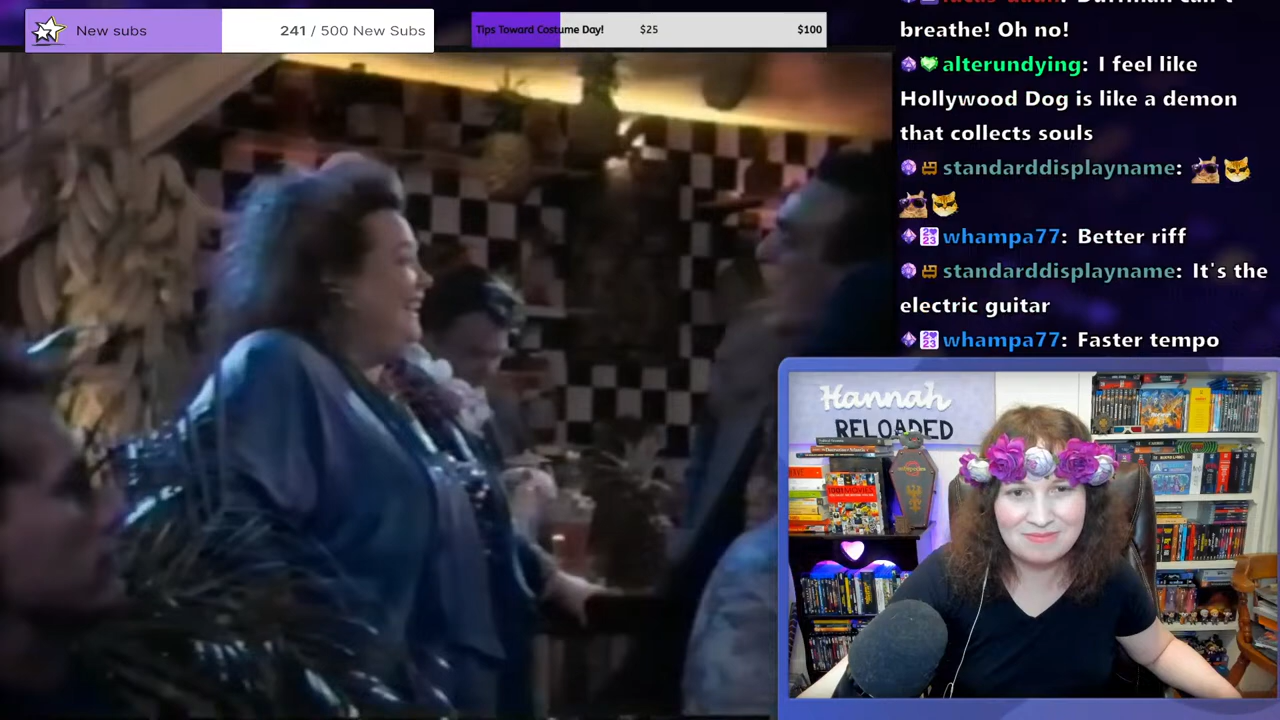 New subs
241 / 500 New Subs
Tips Toward Costume Day!
$25
$100
breathe! Oh no!
alterundying: I feel like
Hollywood Dog is like a demon
that collects souls
standarddisplayname:
whampa77: Better riff
standarddisplayname: It's the
electric guitar
whampa77: Faster tempo
Hannah
RELOADED